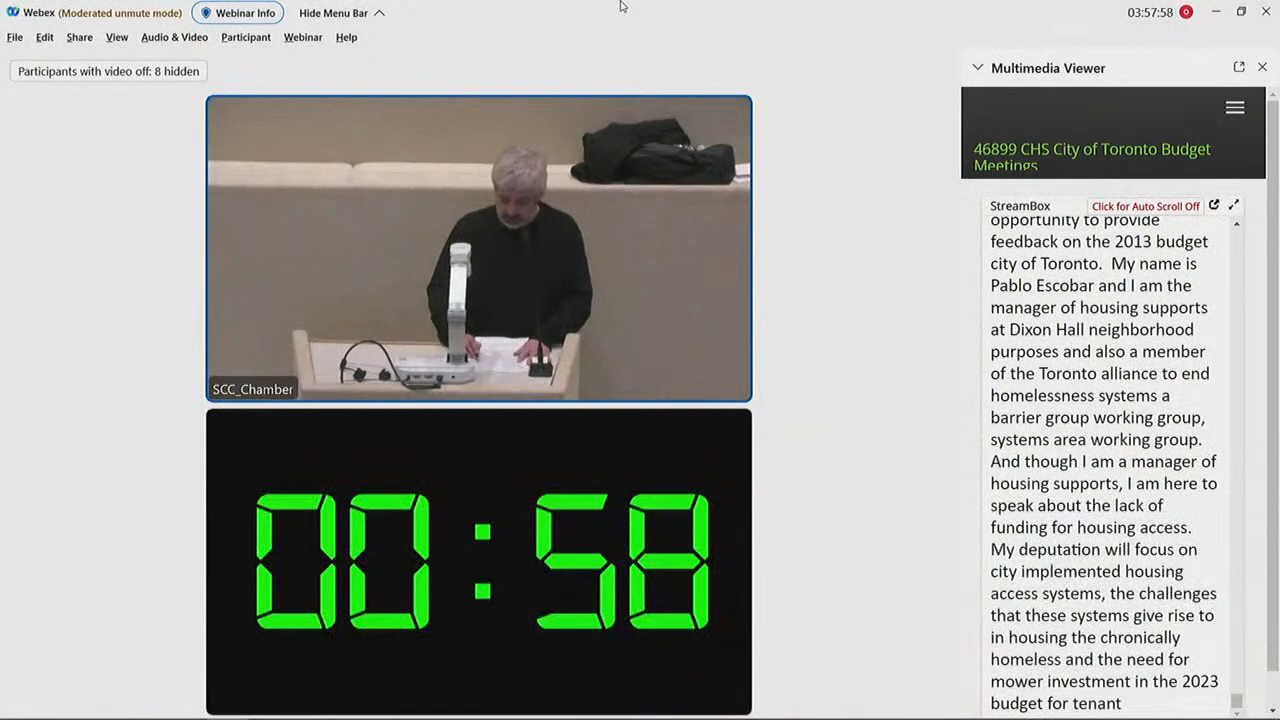 Webex (Moderated unmute mode) Webinar Info Hide Menu Bar 03:57:58
File Edit Share View Audio & Video Participant Webinar Help
Participants with video off: 8 hidden
SCC_Chamber
00:58
Multimedia Viewer
46899 CHS City of Toronto Budget
Meetings
StreamBox Click for Auto Scroll Off
opportunity to provide
feedback on the 2013 budget
city of Toronto.  My name is
Pablo Escobar and I am the
manager of housing supports
at Dixon Hall neighborhood
purposes and also a member
of the Toronto alliance to end
homelessness systems a
barrier group working group,
systems area working group.
And though I am a manager of
housing supports, I am here to
speak about the lack of
funding for housing access.
My deputation will focus on
city implemented housing
access systems, the challenges
that these systems give rise to
in housing the chronically
homeless and the need for
mower investment in the 2023
budget for tenant